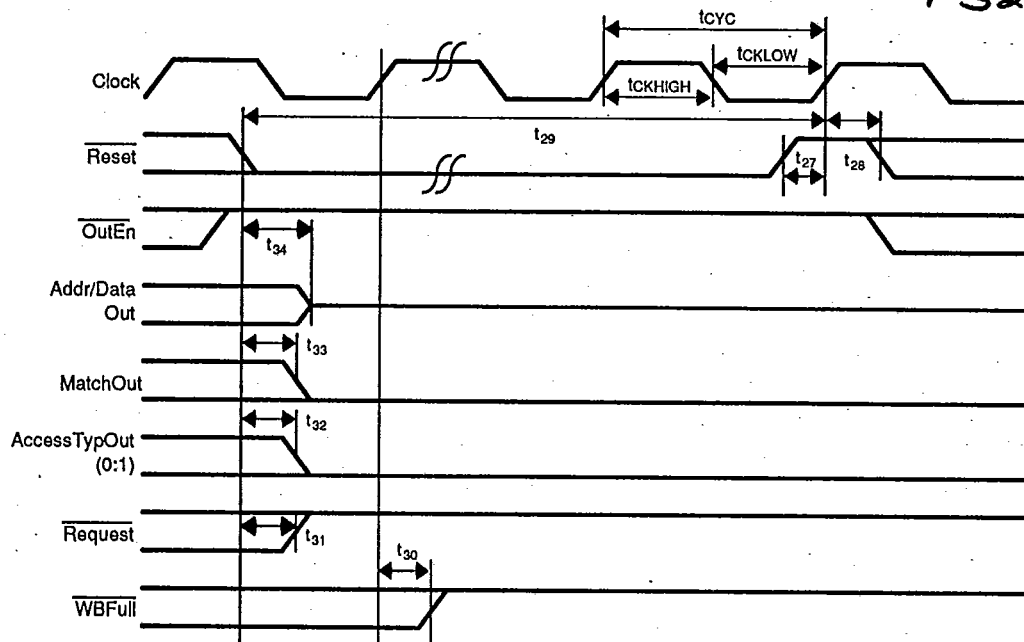 tCYC
tCKLOW
Clock
tCKHIGH
t29
Reset
t27
t28
OutEn
t34
Addr/Data
Out
t33
MatchOut
t32
AccessTypOut
(0:1)
Request
t31
t30
WBFull